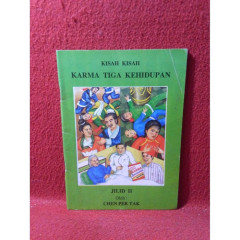 KISAH KISAH
KARMA TIGA KEHIDUPAN
JILID II
Oleh :
CHEN PEK YAR